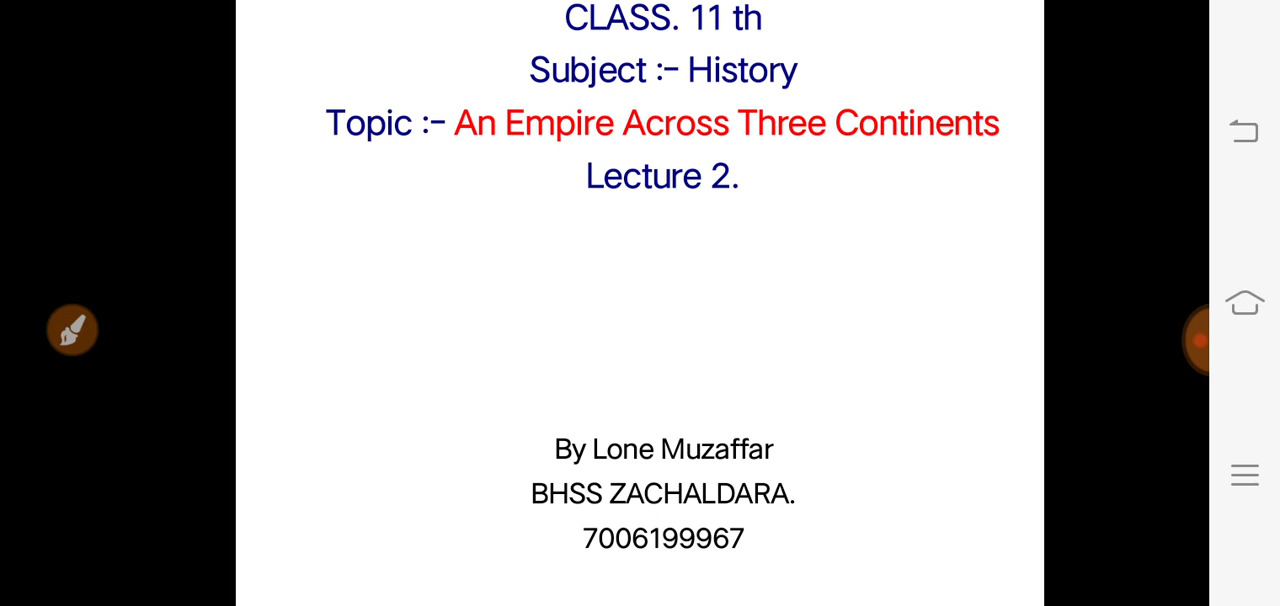 CLASS. 11 th
Subject :- History
Topic :- An Empire Across Three Continents
Lecture 2.
By Lone Muzaffar
BHSS ZACHALDARA.
7006199967